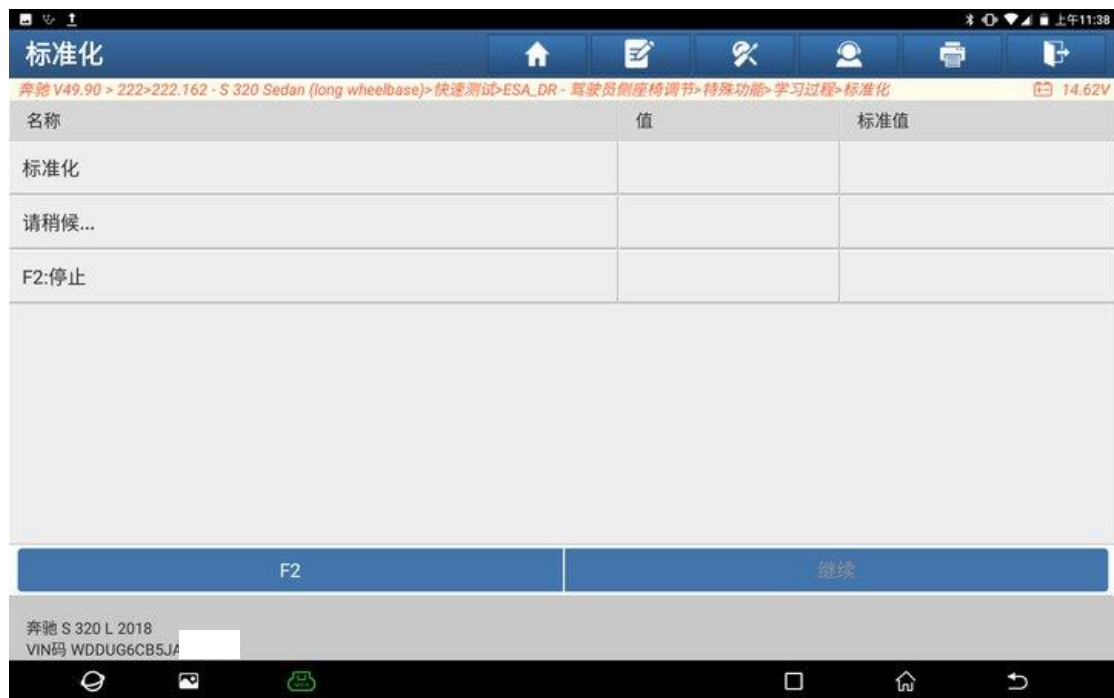 上午11:38
标准化
奔驰 V49.90 > 222>222.162 - S 320 Sedan (long wheelbase)>快速测试>ESA_DR - 驾驶员侧座椅调节>特殊功能>学习过程>标准化 14.62V
名称 值 标准值
标准化
请稍候...
F2:停止
F2 继续
奔驰 S 320 L 2018
VIN码 WDDUG6CB5JA